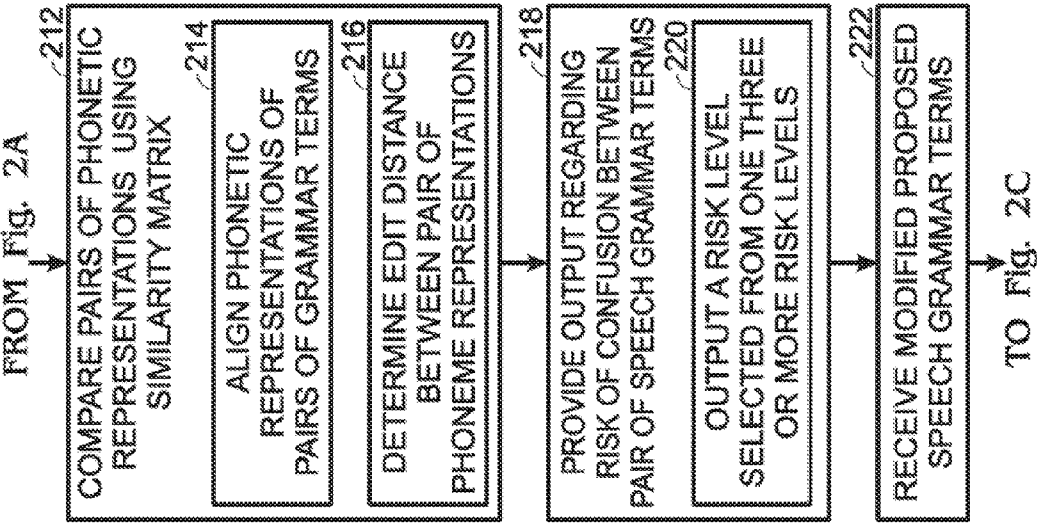 FROM Fig. 2A
212
COMPARE PAIRS OF PHONETIC
REPRESENTATIONS USING
SIMILARITY MATRIX
214
ALIGN PHONETIC
REPRESENTATIONS OF
PAIRS OF GRAMMAR TERMS
216
DETERMINE EDIT DISTANCE
BETWEEN PAIR OF
PHONEME REPRESENTATIONS
218
PROVIDE OUTPUT REGARDING
RISK OF CONFUSION BETWEEN
PAIR OF SPEECH GRAMMAR TERMS
220
OUTPUT A RISK LEVEL
SELECTED FROM ONE THREE
OR MORE RISK LEVELS
222
RECEIVE MODIFIED PROPOSED
SPEECH GRAMMAR TERMS
TO Fig. 2C